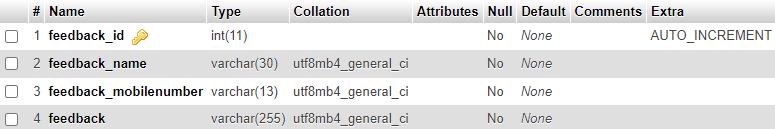 # Name Type Collation Attributes Null Default Comments Extra
1 feedback_id int(11) No None AUTO_INCREMENT
2 feedback_name varchar(30) utf8mb4_general_ci No None
3 feedback_mobilenumber varchar(13) utf8mb4_general_ci No None
4 feedback varchar(255) utf8mb4_general_ci No None